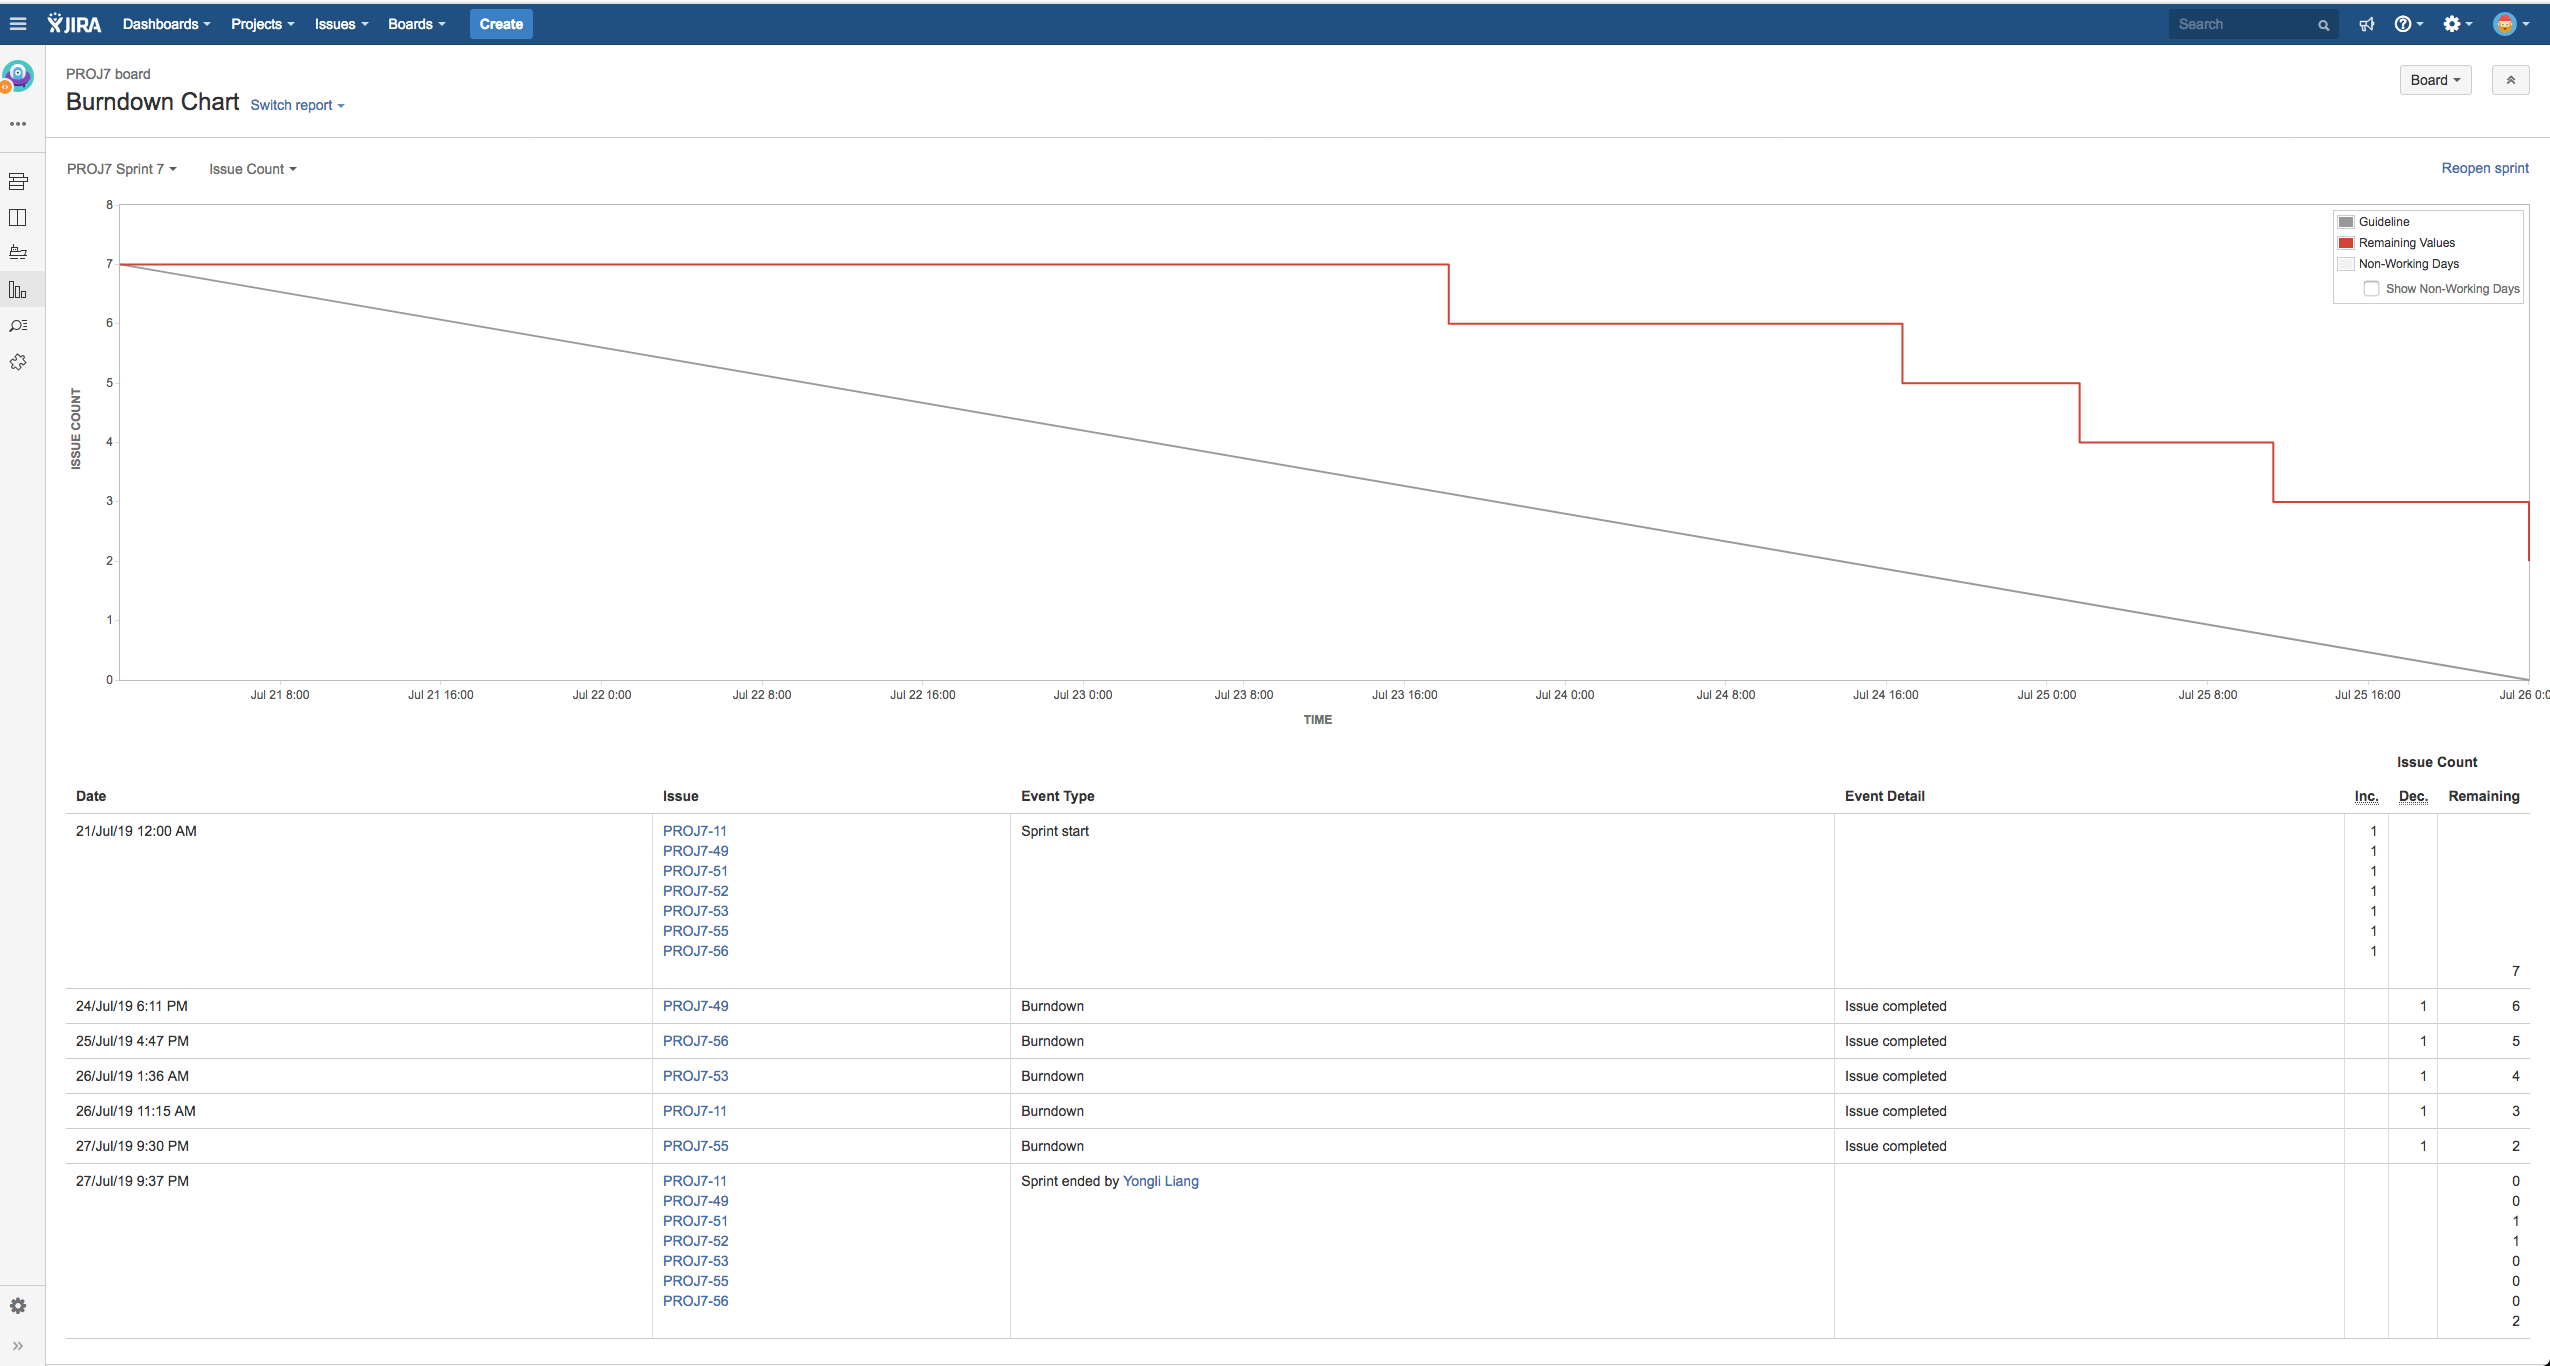 JIRA Dashboards Projects Issues Boards Create Search
PROJ7 board
Burndown Chart Switch report
Board
PROJ7 Sprint 7 Issue Count Reopen sprint
8
7
6
5
4
3
2
1
0
ISSUE COUNT
Guideline
Remaining Values
Non-Working Days
Show Non-Working Days
Jul 21 8:00 Jul 21 16:00 Jul 22 0:00 Jul 22 8:00 Jul 22 16:00 Jul 23 0:00 Jul 23 8:00 Jul 23 16:00 Jul 24 0:00 Jul 24 8:00 Jul 24 16:00 Jul 25 0:00 Jul 25 8:00 Jul 25 16:00 Jul 26 0:0
TIME
Issue Count
Date Issue Event Type Event Detail Inc. Dec. Remaining
21/Jul/19 12:00 AM PROJ7-11 Sprint start 1
PROJ7-49 1
PROJ7-51 1
PROJ7-52 1
PROJ7-53 1
PROJ7-55 1
PROJ7-56 1
7
24/Jul/19 6:11 PM PROJ7-49 Burndown Issue completed 1 6
25/Jul/19 4:47 PM PROJ7-56 Burndown Issue completed 1 5
26/Jul/19 1:36 AM PROJ7-53 Burndown Issue completed 1 4
26/Jul/19 11:15 AM PROJ7-11 Burndown Issue completed 1 3
27/Jul/19 9:30 PM PROJ7-55 Burndown Issue completed 1 2
27/Jul/19 9:37 PM PROJ7-11 Sprint ended by Yongli Liang 0
PROJ7-49 0
PROJ7-51 1
PROJ7-52 1
PROJ7-53 0
PROJ7-55 0
PROJ7-56 0
2